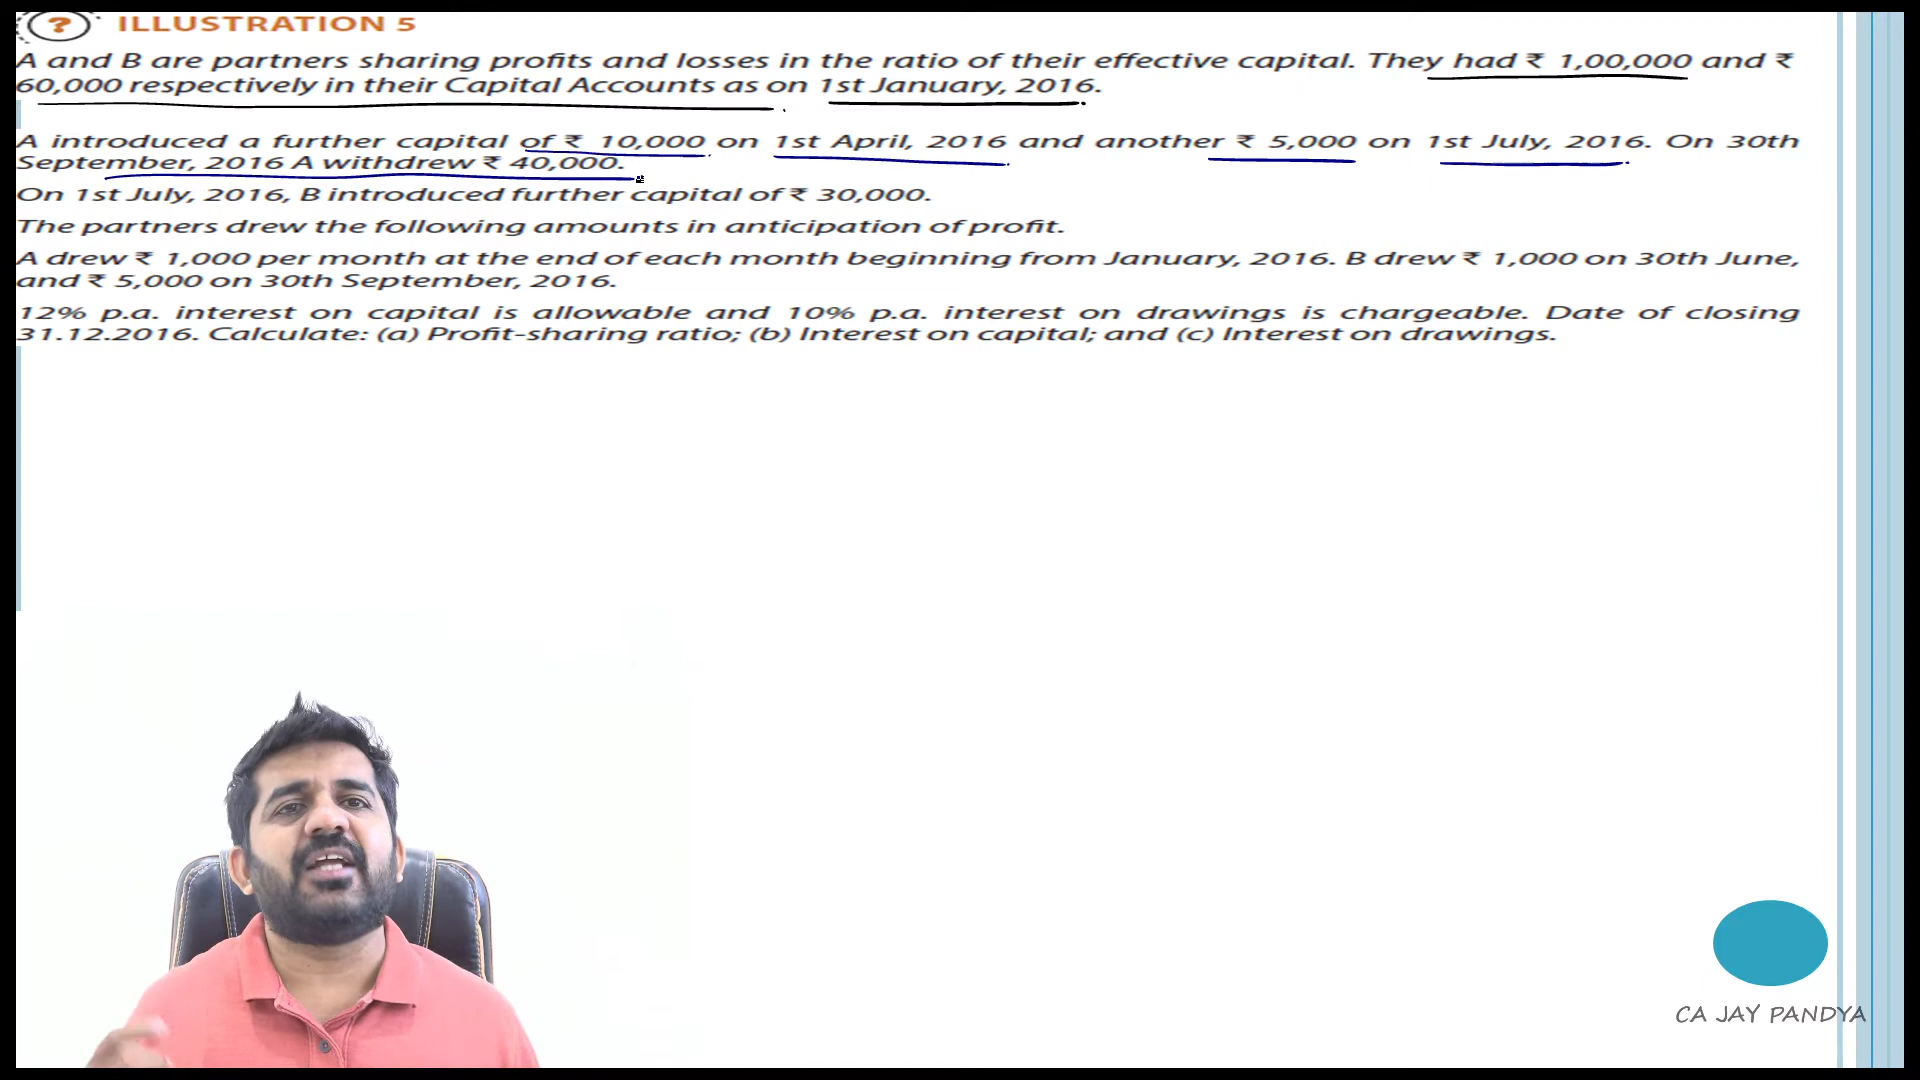 ?
ILLUSTRATION 5
A and B are partners sharing profits and losses in the ratio of their effective capital. They had ₹ 1,00,000 and ₹
60,000 respectively in their Capital Accounts as on 1st January, 2016.
A introduced a further capital of ₹ 10,000 on 1st April, 2016 and another ₹ 5,000 on 1st July, 2016. On 30th
September, 2016 A withdrew ₹ 40,000.
On 1st July, 2016, B introduced further capital of ₹ 30,000.
The partners drew the following amounts in anticipation of profit.
A drew ₹ 1,000 per month at the end of each month beginning from January, 2016. B drew ₹ 1,000 on 30th June,
and ₹ 5,000 on 30th September, 2016.
12% p.a. interest on capital is allowable and 10% p.a. interest on drawings is chargeable. Date of closing
31.12.2016. Calculate: (a) Profit-sharing ratio; (b) Interest on capital; and (c) Interest on drawings.
CA JAY PANDYA